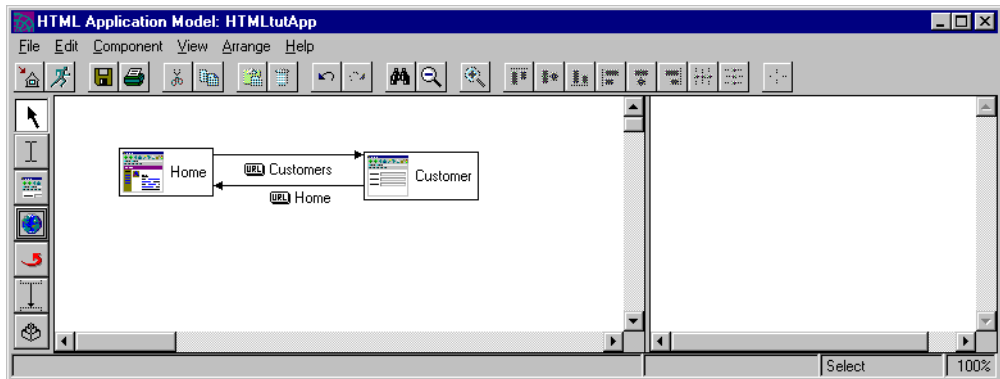 HTML Application Model: HTMLtutApp
File Edit Component View Arrange Help
Home
URL Customers
Customer
URL Home
Select
100%